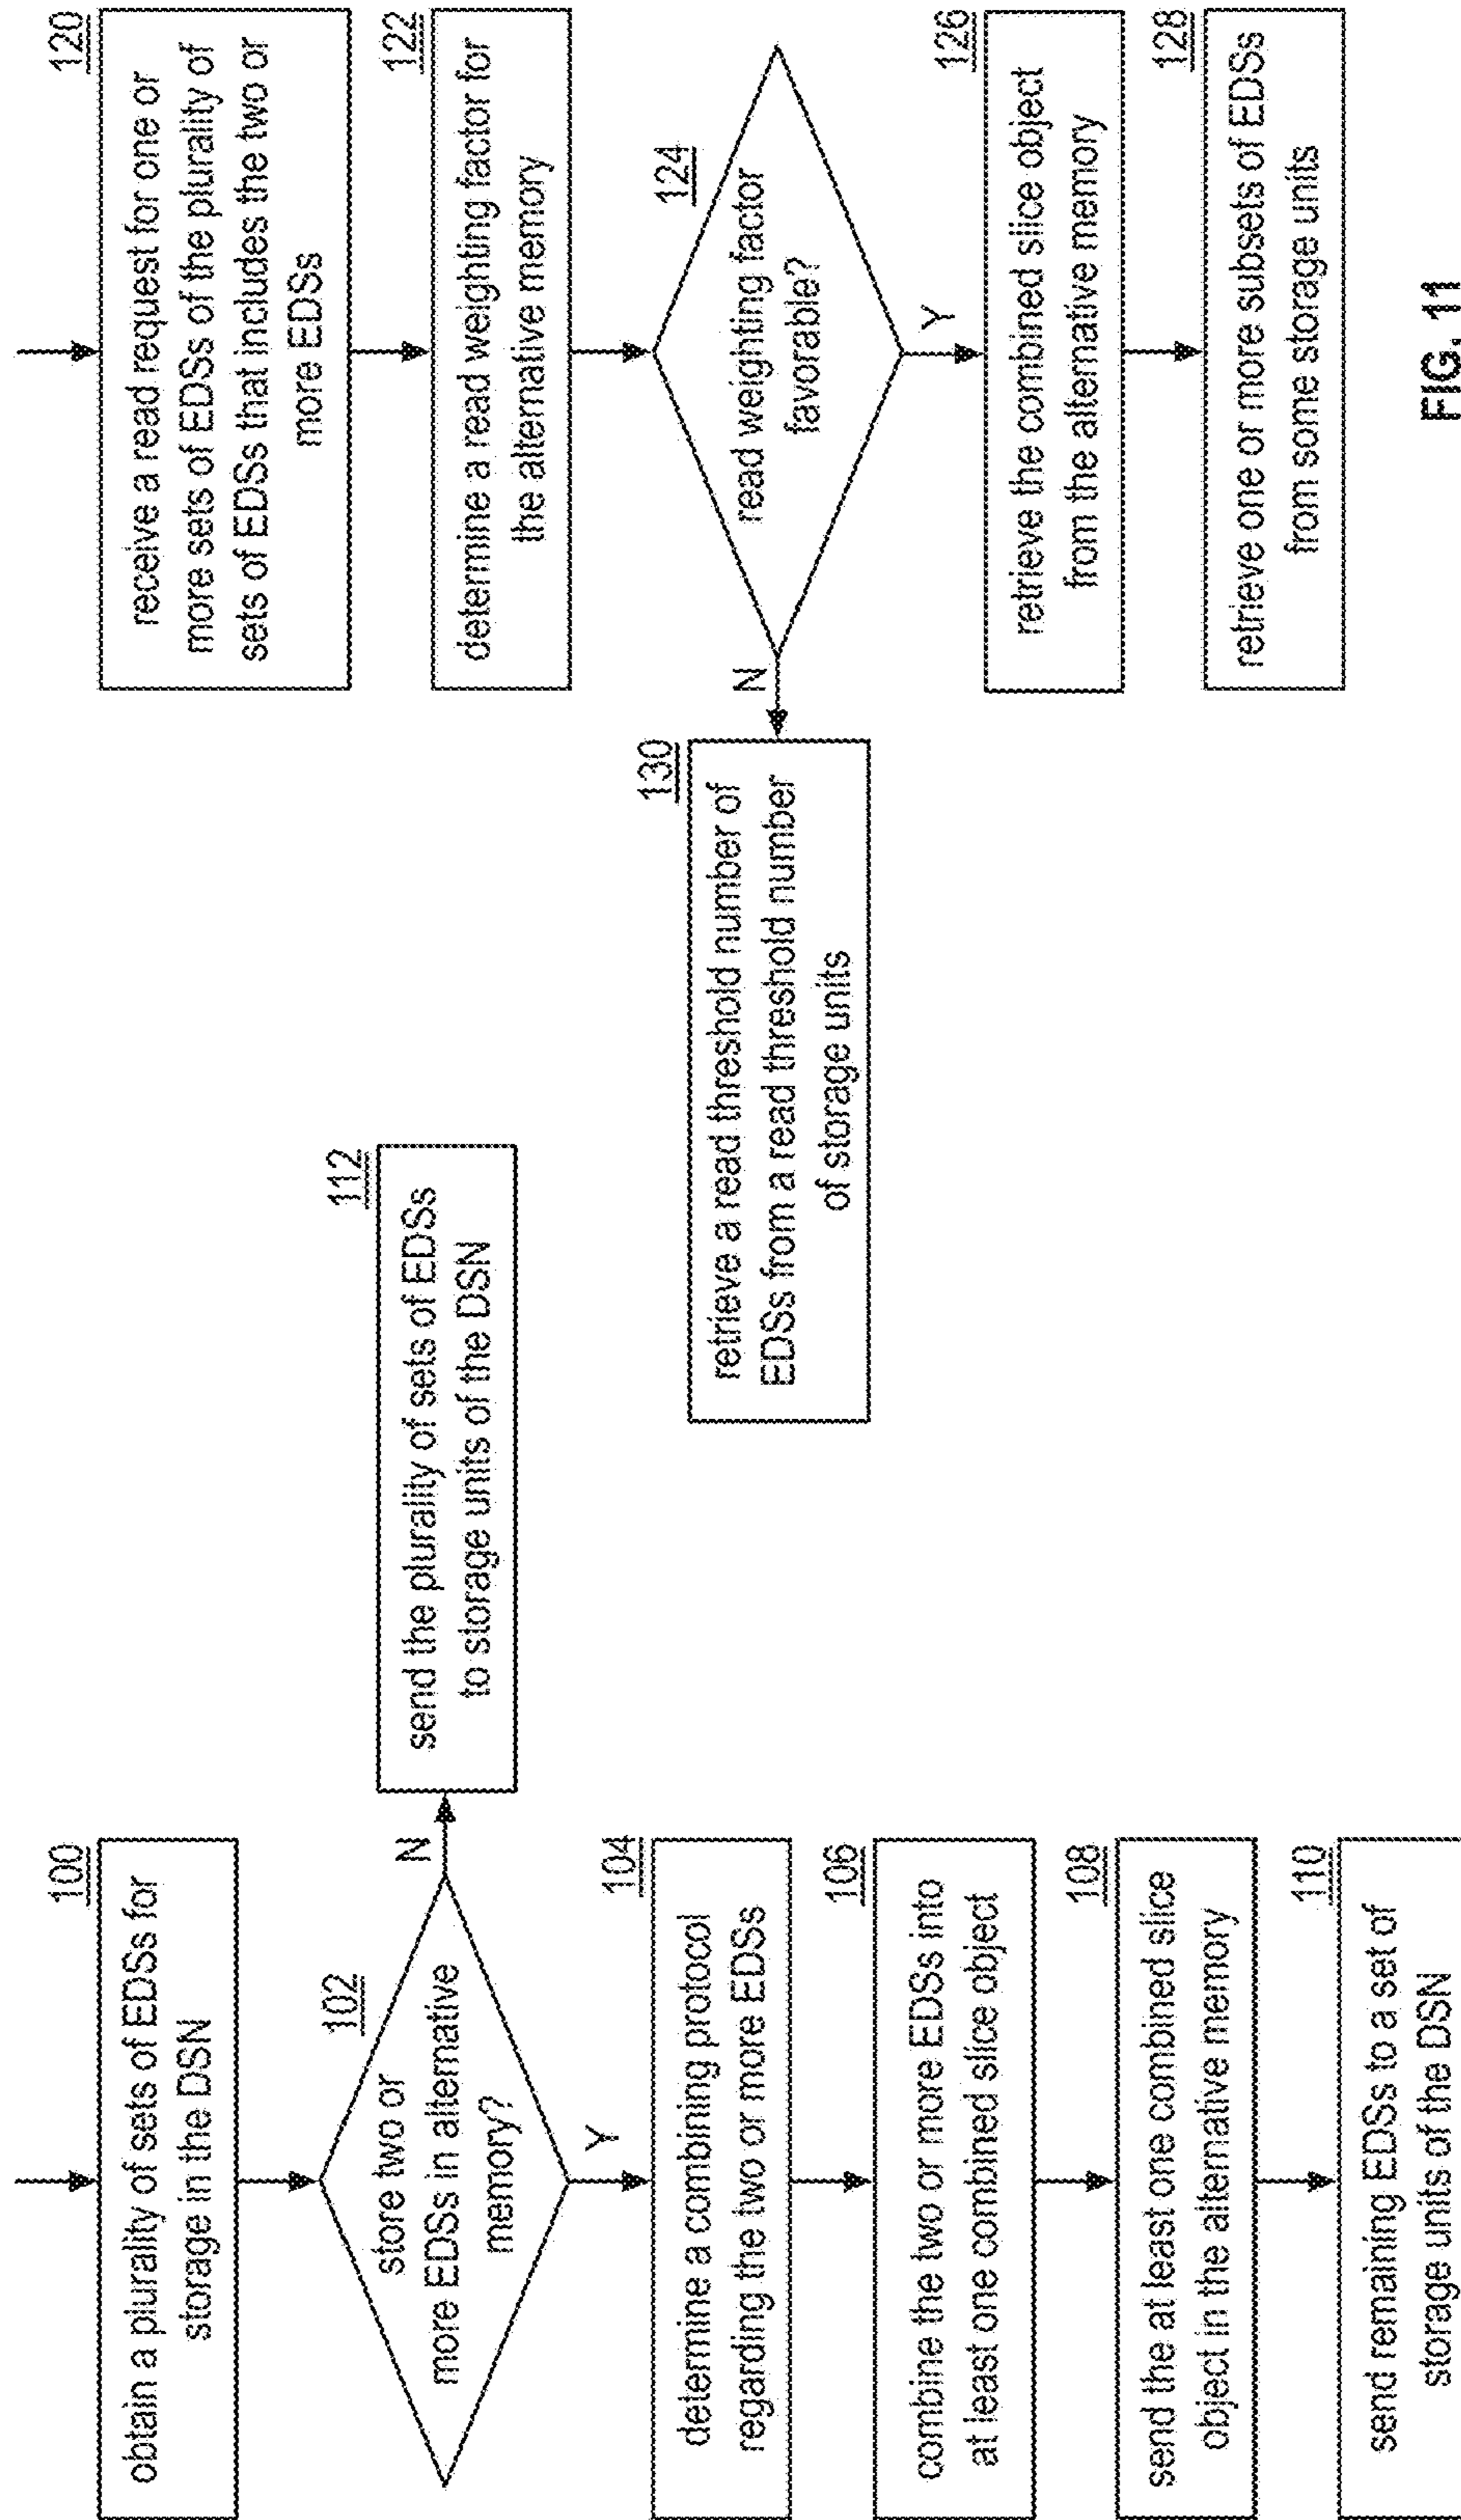 100
obtain a plurality of sets of EDSs for
storage in the DSN
102
store two or
more EDSs in alternative
memory?
N
Y
112
send the plurality of sets of EDSs
to storage units of the DSN
104
determine a combining protocol
regarding the two or more EDSs
106
combine the two or more EDSs into
at least one combined slice object
108
send the at least one combined slice
object in the alternative memory
110
send remaining EDSs to a set of
storage units of the DSN
120
receive a read request for one or
more sets of EDSs of the plurality of
sets of EDSs that includes the two or
more EDSs
122
determine a read weighting factor for
the alternative memory
124
read weighting factor
favorable?
N
Y
130
retrieve a read threshold number of
EDSs from a read threshold number
of storage units
126
retrieve the combined slice object
from the alternative memory
128
retrieve one or more subsets of EDSs
from some storage units
FIG. 11